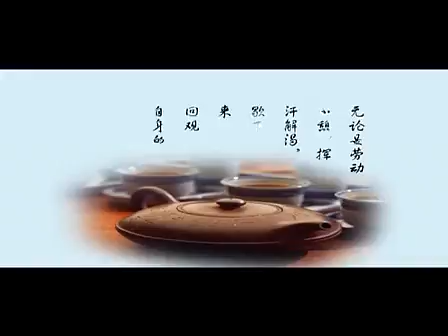 无论是劳动
小憩，挥
汗解渴，
歇下
来
回观
自身的